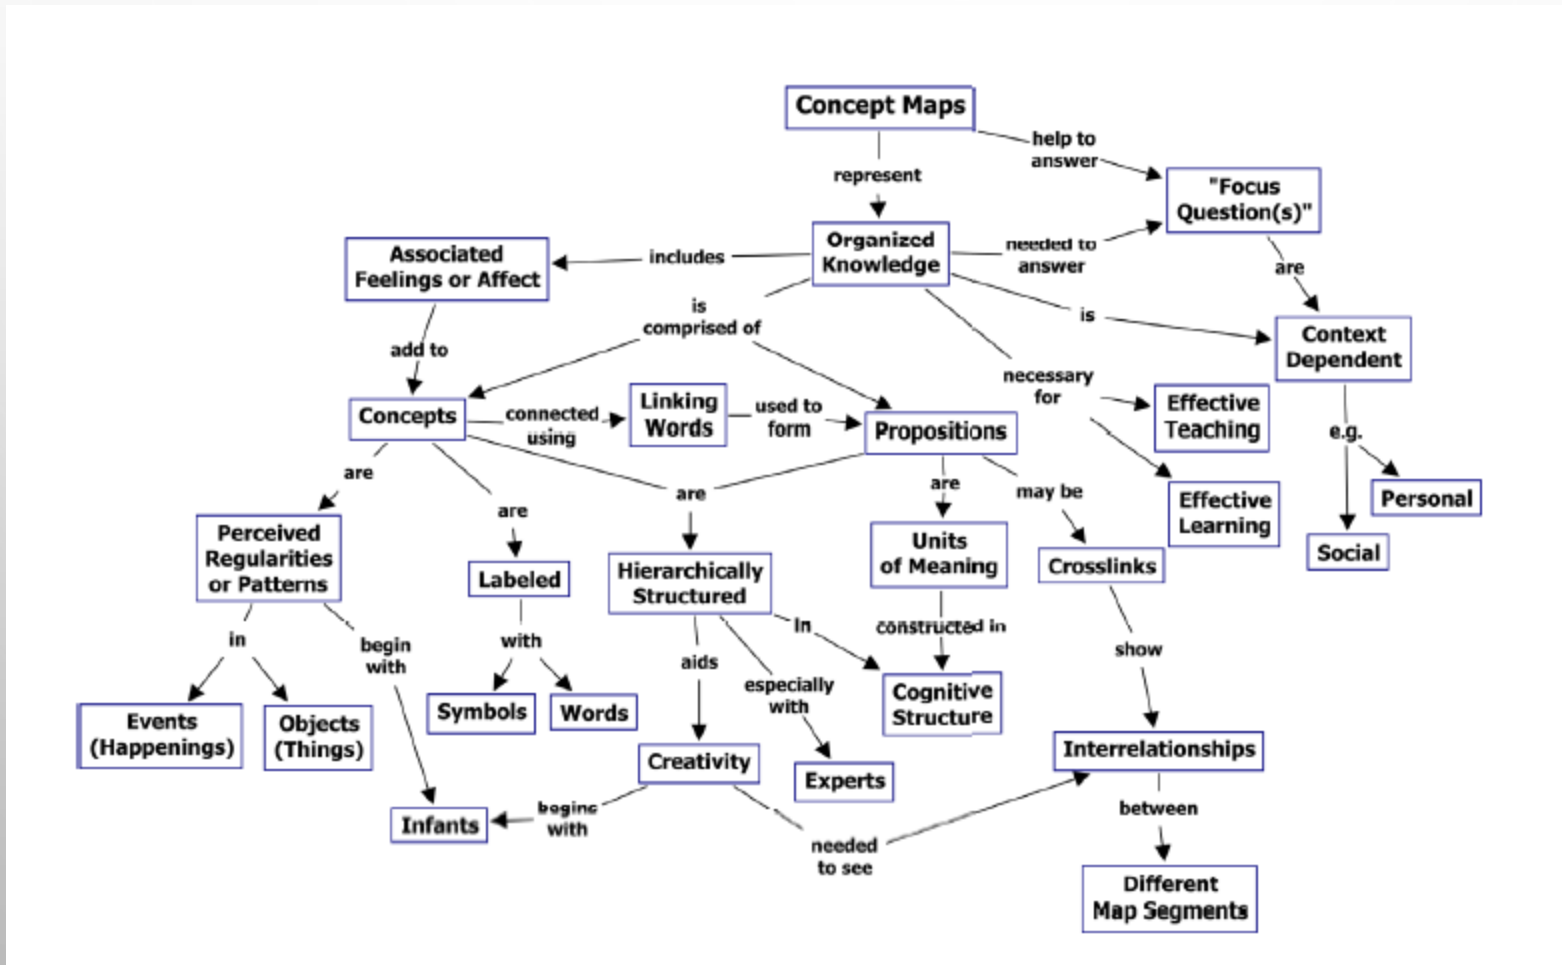 Concept Maps
help to
answer
represent
"Focus
Question(s)"
Organized
Knowledge
needed to
answer
includes
Associated
Feelings or Affect
are
is
comprised of
is
Context
Dependent
add to
necessary
for
Concepts
connected
using
Linking
Words
used to
form
Propositions
Effective
Teaching
e.g.
are
are
are
are
may be
Effective
Learning
Personal
Social
Perceived
Regularities
or Patterns
Labeled
Hierarchically
Structured
Units
of Meaning
Crosslinks
in
begin
with
with
aids
in
especially
with
constructed in
show
Events
(Happenings)
Objects
(Things)
Symbols
Words
Cognitive
Structure
Creativity
Experts
Interrelationships
Infants
begins
with
needed
to see
between
Different
Map Segments